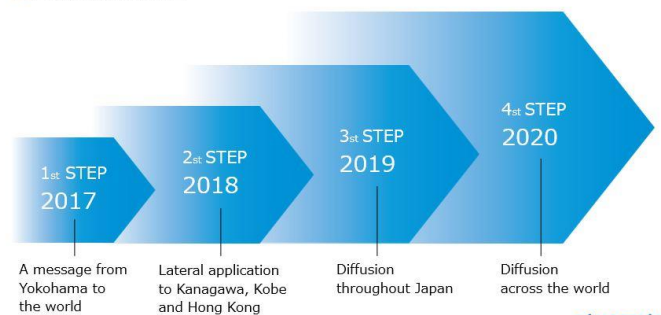 1st STEP
2017
2st STEP
2018
3st STEP
2019
4st STEP
2020
A message from
Yokohama to
the world
Lateral application
to Kanagawa, Kobe
and Hong Kong
Diffusion
throughout Japan
Diffusion
across the world